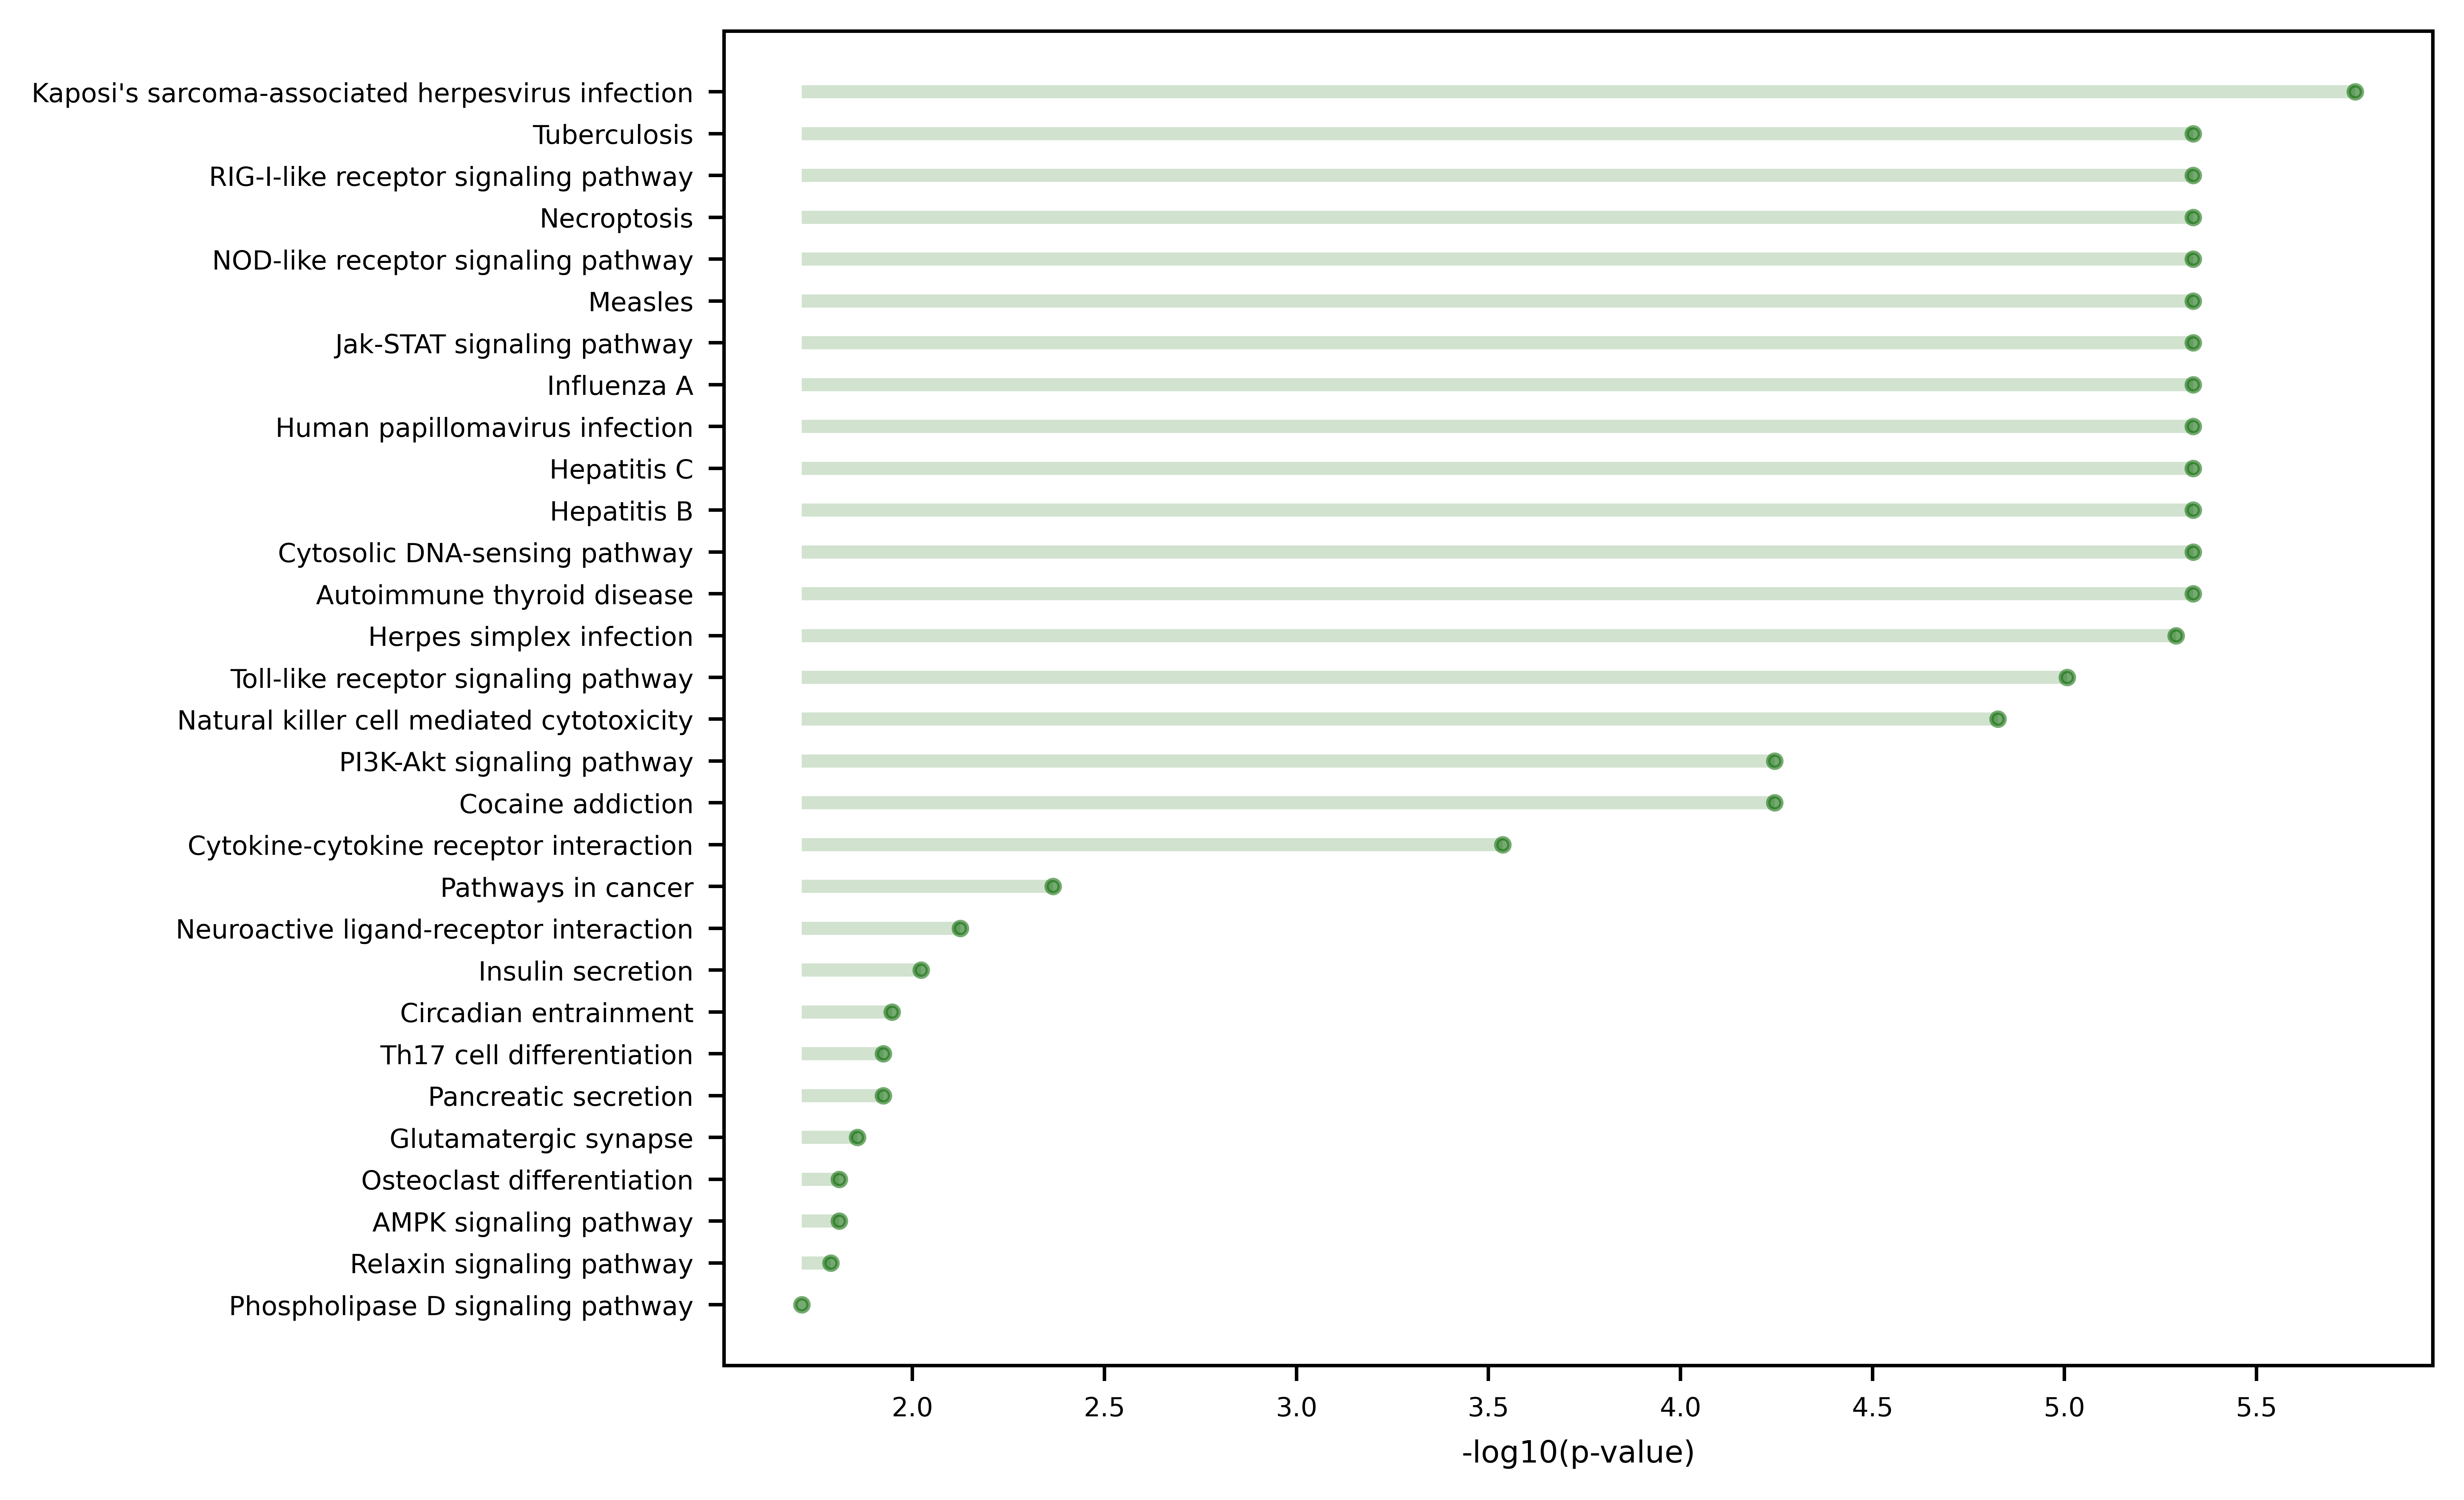 Kaposi's sarcoma-associated herpesvirus infection
Tuberculosis
RIG-I-like receptor signaling pathway
Necroptosis
NOD-like receptor signaling pathway
Measles
Jak-STAT signaling pathway
Influenza A
Human papillomavirus infection
Hepatitis C
Hepatitis B
Cytosolic DNA-sensing pathway
Autoimmune thyroid disease
Herpes simplex infection
Toll-like receptor signaling pathway
Natural killer cell mediated cytotoxicity
PI3K-Akt signaling pathway
Cocaine addiction
Cytokine-cytokine receptor interaction
Pathways in cancer
Neuroactive ligand-receptor interaction
Insulin secretion
Circadian entrainment
Th17 cell differentiation
Pancreatic secretion
Glutamatergic synapse
Osteoclast differentiation
AMPK signaling pathway
Relaxin signaling pathway
Phospholipase D signaling pathway
2.0 2.5 3.0 3.5 4.0 4.5 5.0 5.5
-log10(p-value)